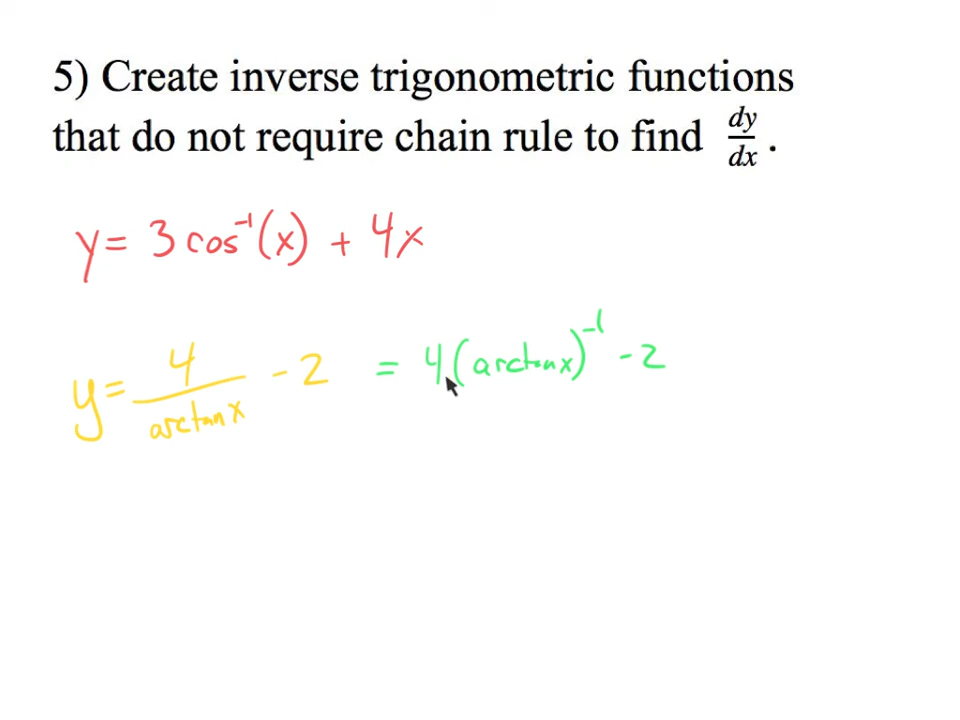 5) Create inverse trigonometric functions
that do not require chain rule to find dy/dx .
y = 3 cos⁻¹(x) + 4x
y = 4/arctan x - 2 = 4(arctan x)⁻¹ - 2